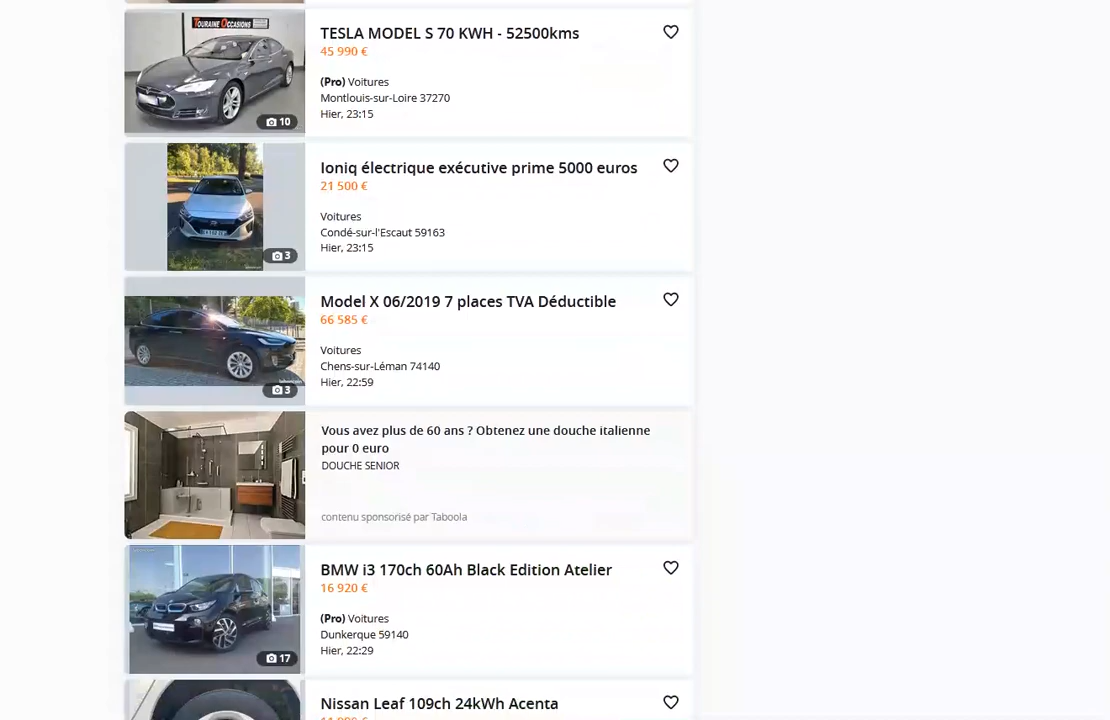 TOURAINE OCCASIONS
TESLA MODEL S 70 KWH - 52500kms
45 990 €
(Pro) Voitures
Montlouis-sur-Loire 37270
Hier, 23:15
10
Ioniq électrique exécutive prime 5000 euros
21 500 €
Voitures
Condé-sur-l'Escaut 59163
Hier, 23:15
3
Model X 06/2019 7 places TVA Déductible
66 585 €
Voitures
Chens-sur-Léman 74140
Hier, 22:59
3
Vous avez plus de 60 ans ? Obtenez une douche italienne
pour 0 euro
DOUCHE SENIOR
contenu sponsorisé par Taboola
BMW i3 170ch 60Ah Black Edition Atelier
16 920 €
(Pro) Voitures
Dunkerque 59140
Hier, 22:29
17
Nissan Leaf 109ch 24kWh Acenta